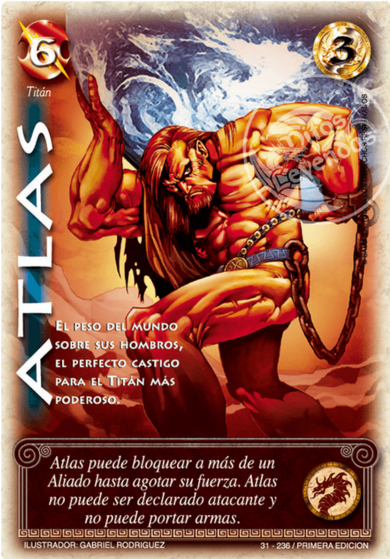 6
3
Titán
ATLAS
Mitos
Leyendas
EL PESO DEL MUNDO
SOBRE SUS HOMBROS,
EL PERFECTO CASTIGO
PARA EL TITÁN MÁS
PODEROSO.
Atlas puede bloquear a más de un
Aliado hasta agotar su fuerza. Atlas
no puede ser declarado atacante y
no puede portar armas.
ILUSTRADOR: GABRIEL RODRIGUEZ
31 - 236 / PRIMERA EDICION